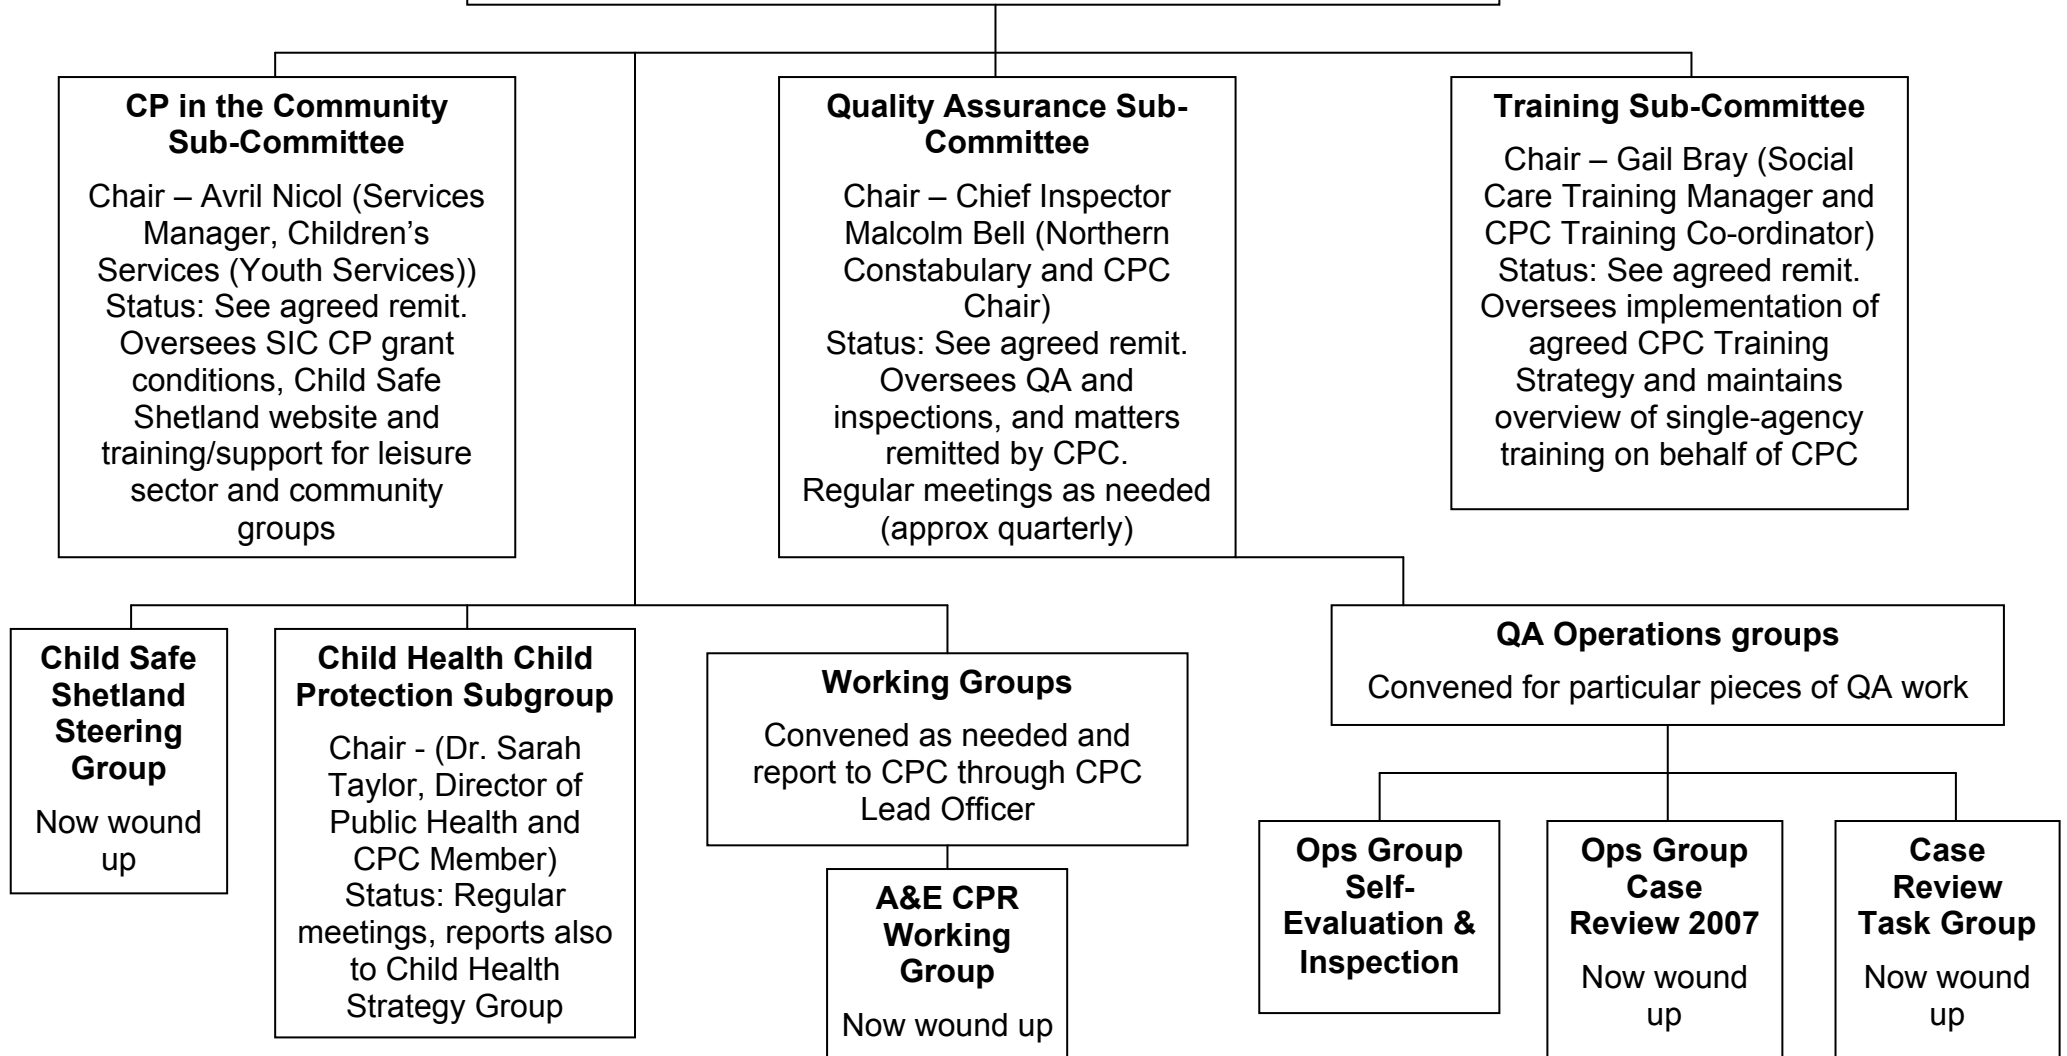 CP in the Community
Sub-Committee
Chair – Avril Nicol (Services
Manager, Children’s
Services (Youth Services))
Status: See agreed remit.
Oversees SIC CP grant
conditions, Child Safe
Shetland website and
training/support for leisure
sector and community
groups
Quality Assurance Sub-
Committee
Chair – Chief Inspector
Malcolm Bell (Northern
Constabulary and CPC
Chair)
Status: See agreed remit.
Oversees QA and
inspections, and matters
remitted by CPC.
Regular meetings as needed
(approx quarterly)
Training Sub-Committee
Chair – Gail Bray (Social
Care Training Manager and
CPC Training Co-ordinator)
Status: See agreed remit.
Oversees implementation of
agreed CPC Training
Strategy and maintains
overview of single-agency
training on behalf of CPC
Child Safe
Shetland
Steering
Group
Now wound
up
Child Health Child
Protection Subgroup
Chair - (Dr. Sarah
Taylor, Director of
Public Health and
CPC Member)
Status: Regular
meetings, reports also
to Child Health
Strategy Group
Working Groups
Convened as needed and
report to CPC through CPC
Lead Officer
A&E CPR
Working
Group
Now wound up
QA Operations groups
Convened for particular pieces of QA work
Ops Group
Self-
Evaluation &
Inspection
Ops Group
Case
Review 2007
Now wound
up
Case
Review
Task Group
Now wound
up